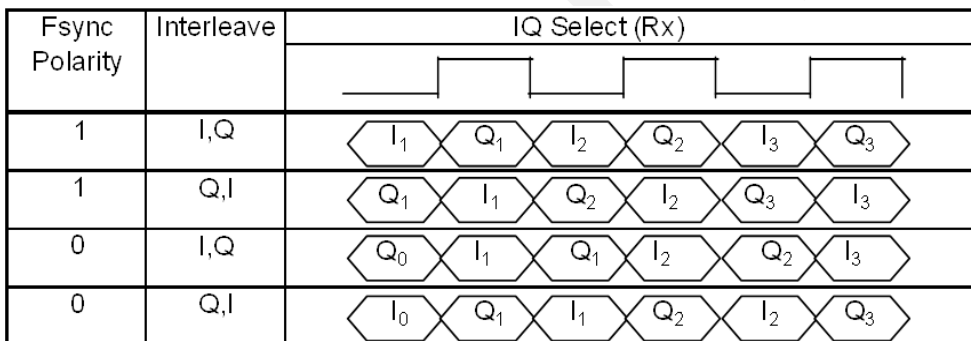 Fsync Polarity Interleave IQ Select (Rx)
1 I,Q I₁ Q₁ I₂ Q₂ I₃ Q₃
1 Q,I Q₁ I₁ Q₂ I₂ Q₃ I₃
0 I,Q Q₀ I₁ Q₁ I₂ Q₂ I₃
0 Q,I I₀ Q₁ I₁ Q₂ I₂ Q₃